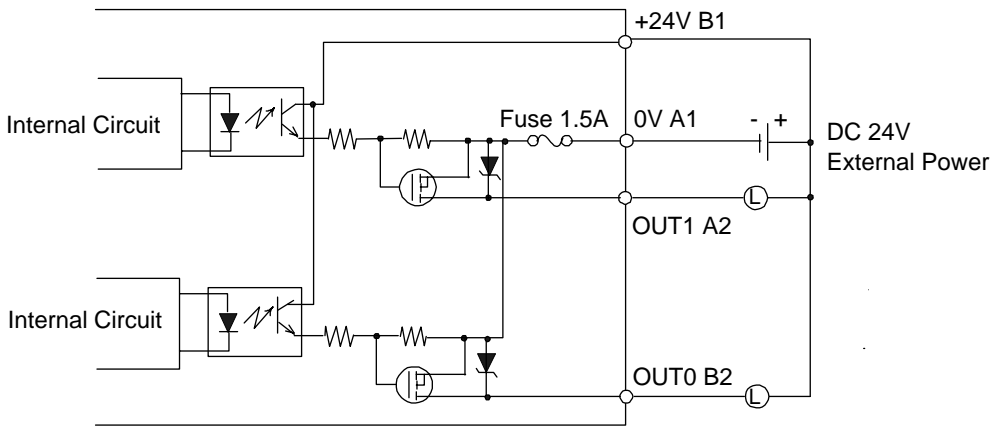 +24V B1
Internal Circuit
Fuse 1.5A
0V A1
- +
DC 24V
External Power
L
OUT1 A2
Internal Circuit
OUT0 B2
L